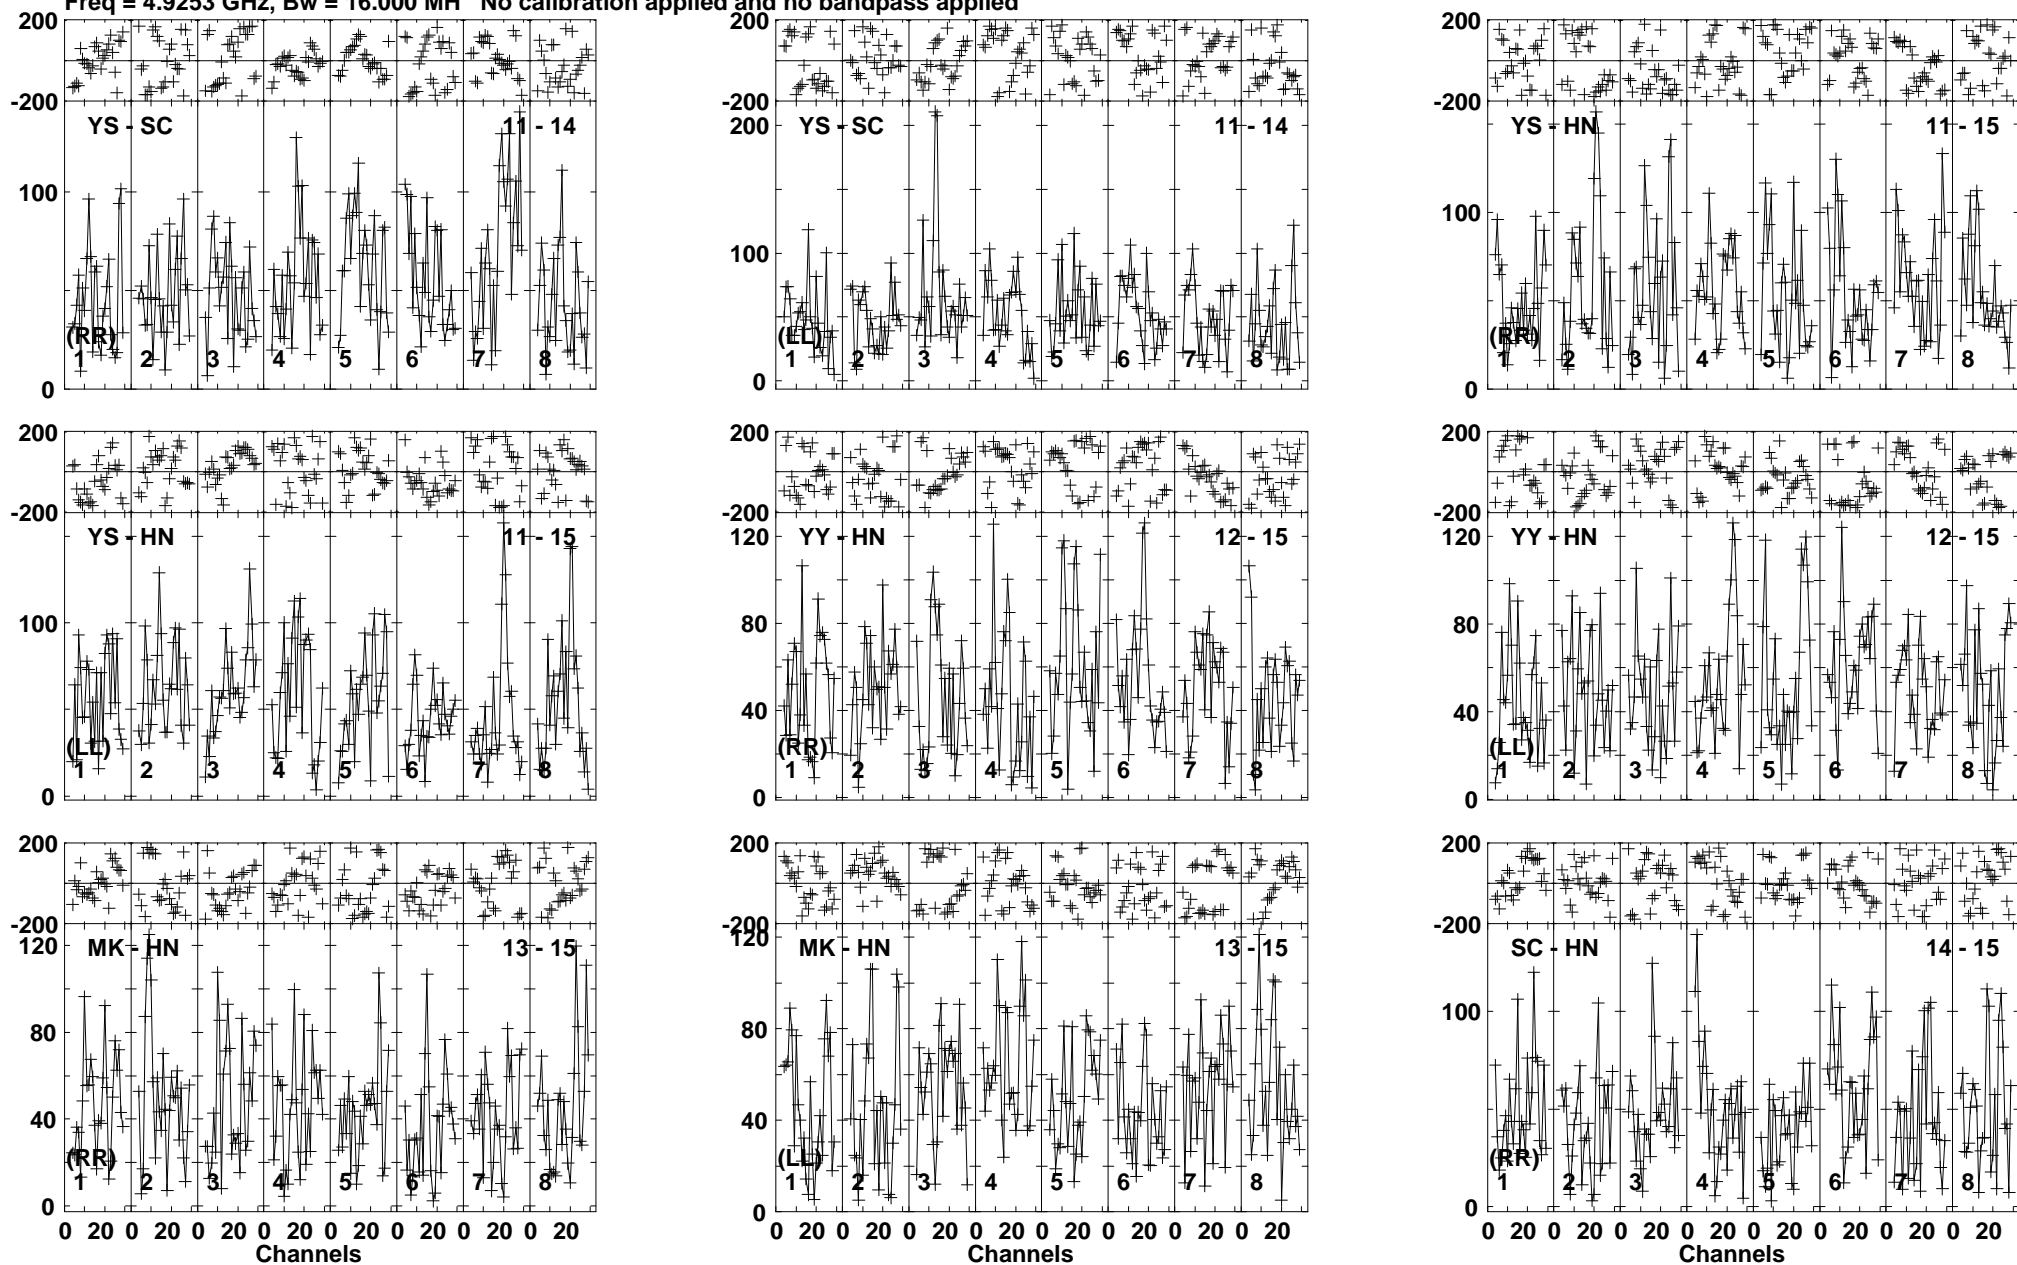 Freq = 4.9253 GHz, Bw = 16.000 MH No calibration applied and no bandpass applied
200 200 200
-200 -200 -200
YS - SC 11 - 14 YS - SC 11 - 14 YS - HN 11 - 15
200
100 100 100
(RR) (LL) (RR)
1 2 3 4 5 6 7 8 1 2 3 4 5 6 7 8 1 2 3 4 5 6 7 8
0 0 0
200 200 200
-200 -200 -200
YS - HN 11 - 15 YY - HN 12 - 15 YY - HN 12 - 15
120 120
100 80 80
40 40
(LL) (RR) (LL)
1 2 3 4 5 6 7 8 1 2 3 4 5 6 7 8 1 2 3 4 5 6 7 8
0 0 0
200 200 200
-200 -200 -200
MK - HN 13 - 15 MK - HN 13 - 15 SC - HN 14 - 15
120 120
80 80 100
40 40
(RR) (LL) (RR)
1 2 3 4 5 6 7 8 1 2 3 4 5 6 7 8 1 2 3 4 5 6 7 8
0 0 0
0 20 0 20 0 20 0 20 0 20 0 20 0 20 0 20 0 20 0 20 0 20 0 20 0 20 0 20 0 20 0 20 0 20 0 20 0 20 0 20 0 20 0 20 0 20 0 20
Channels Channels Channels